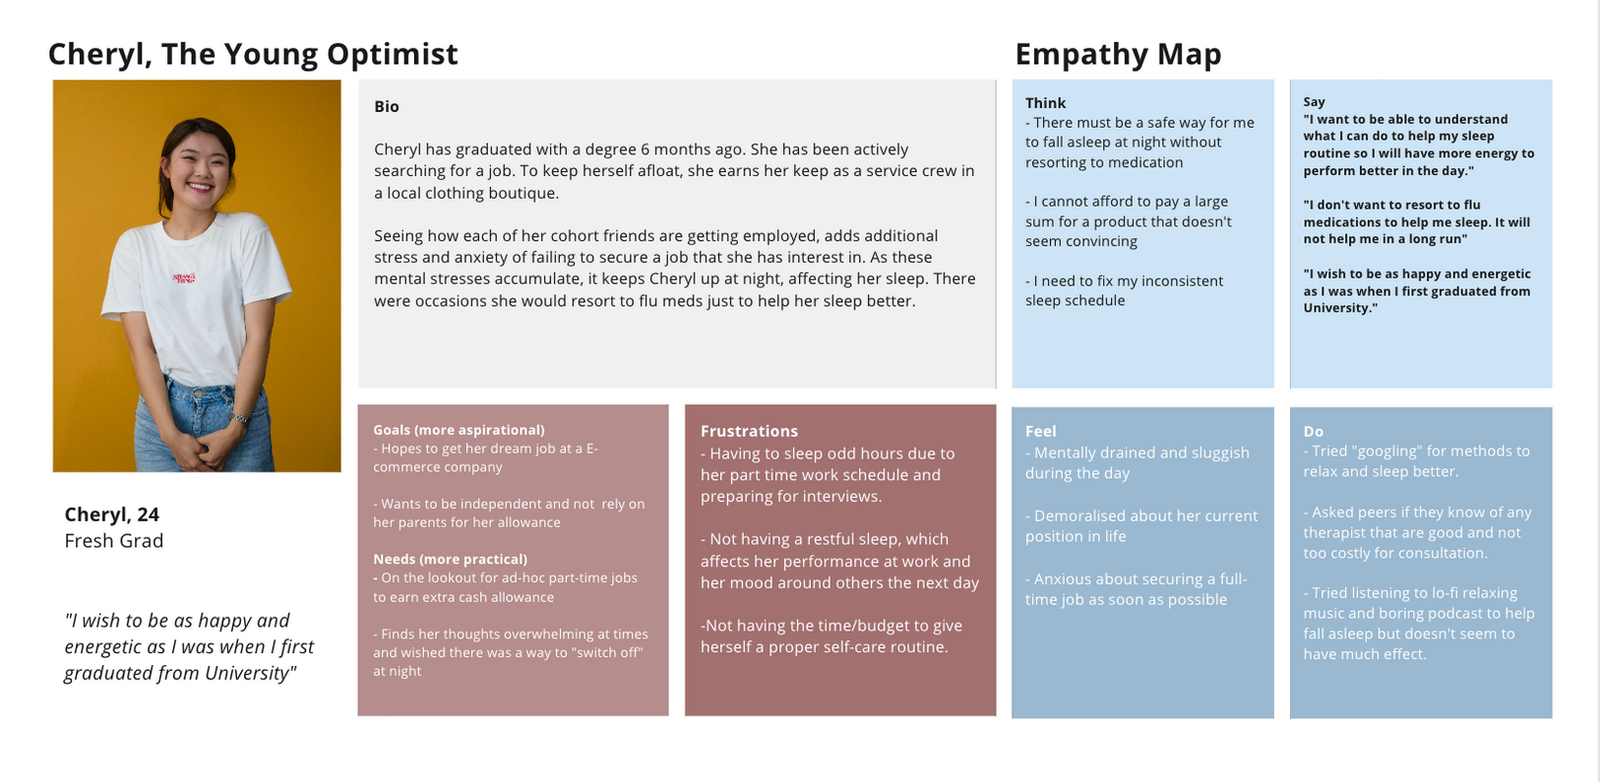 Cheryl, The Young Optimist
Bio
Cheryl has graduated with a degree 6 months ago. She has been actively
searching for a job. To keep herself afloat, she earns her keep as a service crew in
a local clothing boutique.
Seeing how each of her cohort friends are getting employed, adds additional
stress and anxiety of failing to secure a job that she has interest in. As these
mental stresses accumulate, it keeps Cheryl up at night, affecting her sleep. There
were occasions she would resort to flu meds just to help her sleep better.
Cheryl, 24
Fresh Grad
"I wish to be as happy and
energetic as I was when I first
graduated from University"
Goals (more aspirational)
- Hopes to get her dream job at a E-
commerce company
- Wants to be independent and not  rely on
her parents for her allowance
Needs (more practical)
- On the lookout for ad-hoc part-time jobs
to earn extra cash allowance
- Finds her thoughts overwhelming at times
and wished there was a way to "switch off"
at night
Frustrations
- Having to sleep odd hours due to
her part time work schedule and
preparing for interviews.
- Not having a restful sleep, which
affects her performance at work and
her mood around others the next day
-Not having the time/budget to give
herself a proper self-care routine.
Empathy Map
Think
- There must be a safe way for me
to fall asleep at night without
resorting to medication
- I cannot afford to pay a large
sum for a product that doesn't
seem convincing
- I need to fix my inconsistent
sleep schedule
Say
"I want to be able to understand
what I can do to help my sleep
routine so I will have more energy to
perform better in the day."
"I don't want to resort to flu
medications to help me sleep. It will
not help me in a long run"
"I wish to be as happy and energetic
as I was when I first graduated from
University."
Feel
- Mentally drained and sluggish
during the day
- Demoralised about her current
position in life
- Anxious about securing a full-
time job as soon as possible
Do
- Tried "googling" for methods to
relax and sleep better.
- Asked peers if they know of any
therapist that are good and not
too costly for consultation.
- Tried listening to lo-fi relaxing
music and boring podcast to help
fall asleep but doesn't seem to
have much effect.